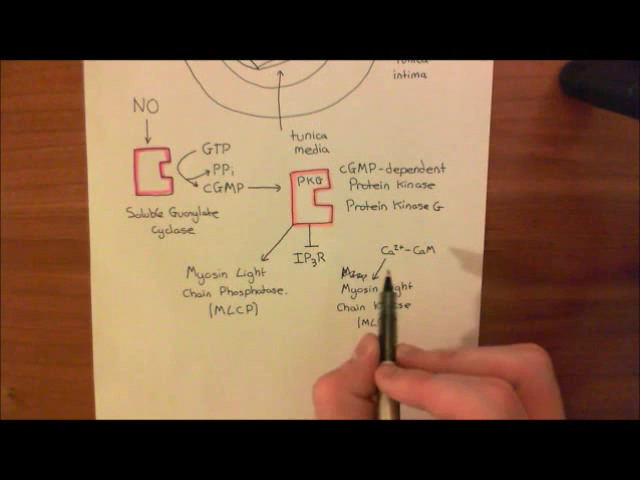 tunica
intima
NO
tunica
media
GTP
PPi
cGMP
PKG
cGMP-dependent
Protein Kinase
Protein Kinase G
Soluble Guanylate
cyclase
IP3R
Ca2+-CaM
Myosin Light
Chain Phosphatase.
(MLCP)
Myosin Light
Chain